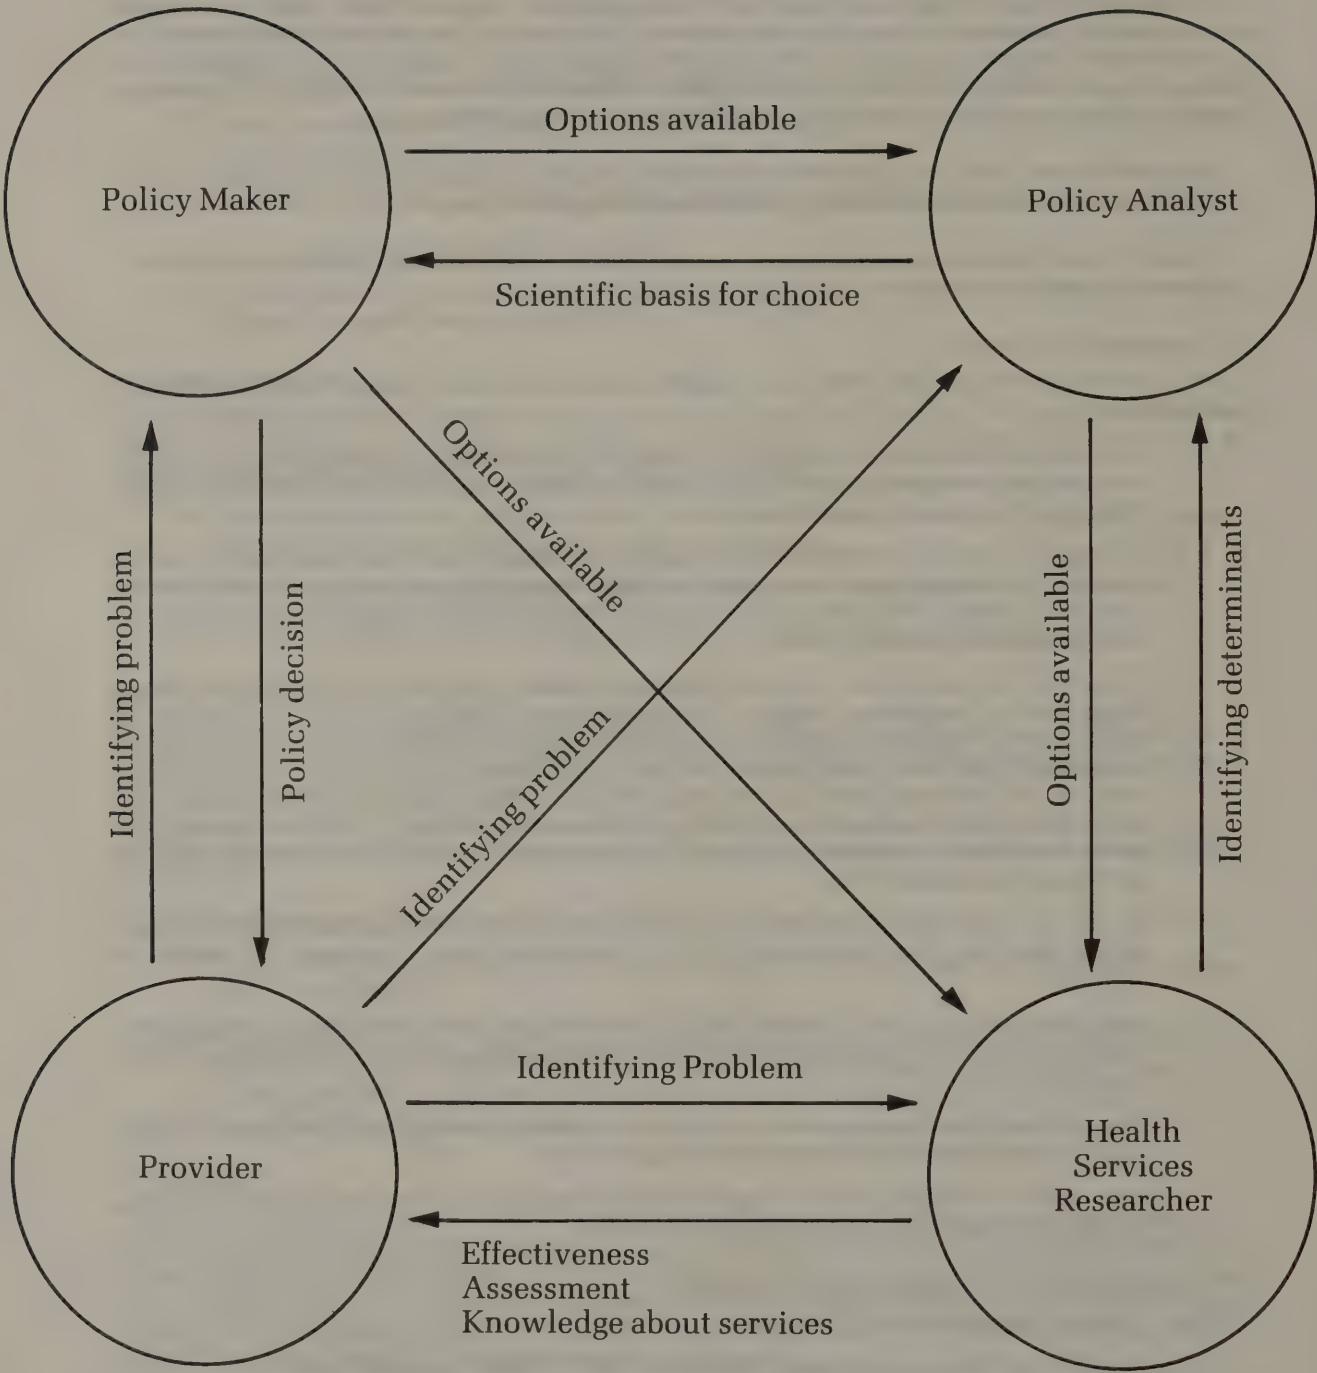 Options available
Policy Maker
Policy Analyst
Scientific basis for choice
Options available
Identifying problem
Policy decision
Options available
Identifying determinants
Identifying problem
Identifying Problem
Provider
Health
Services
Researcher
Effectiveness
Assessment
Knowledge about services